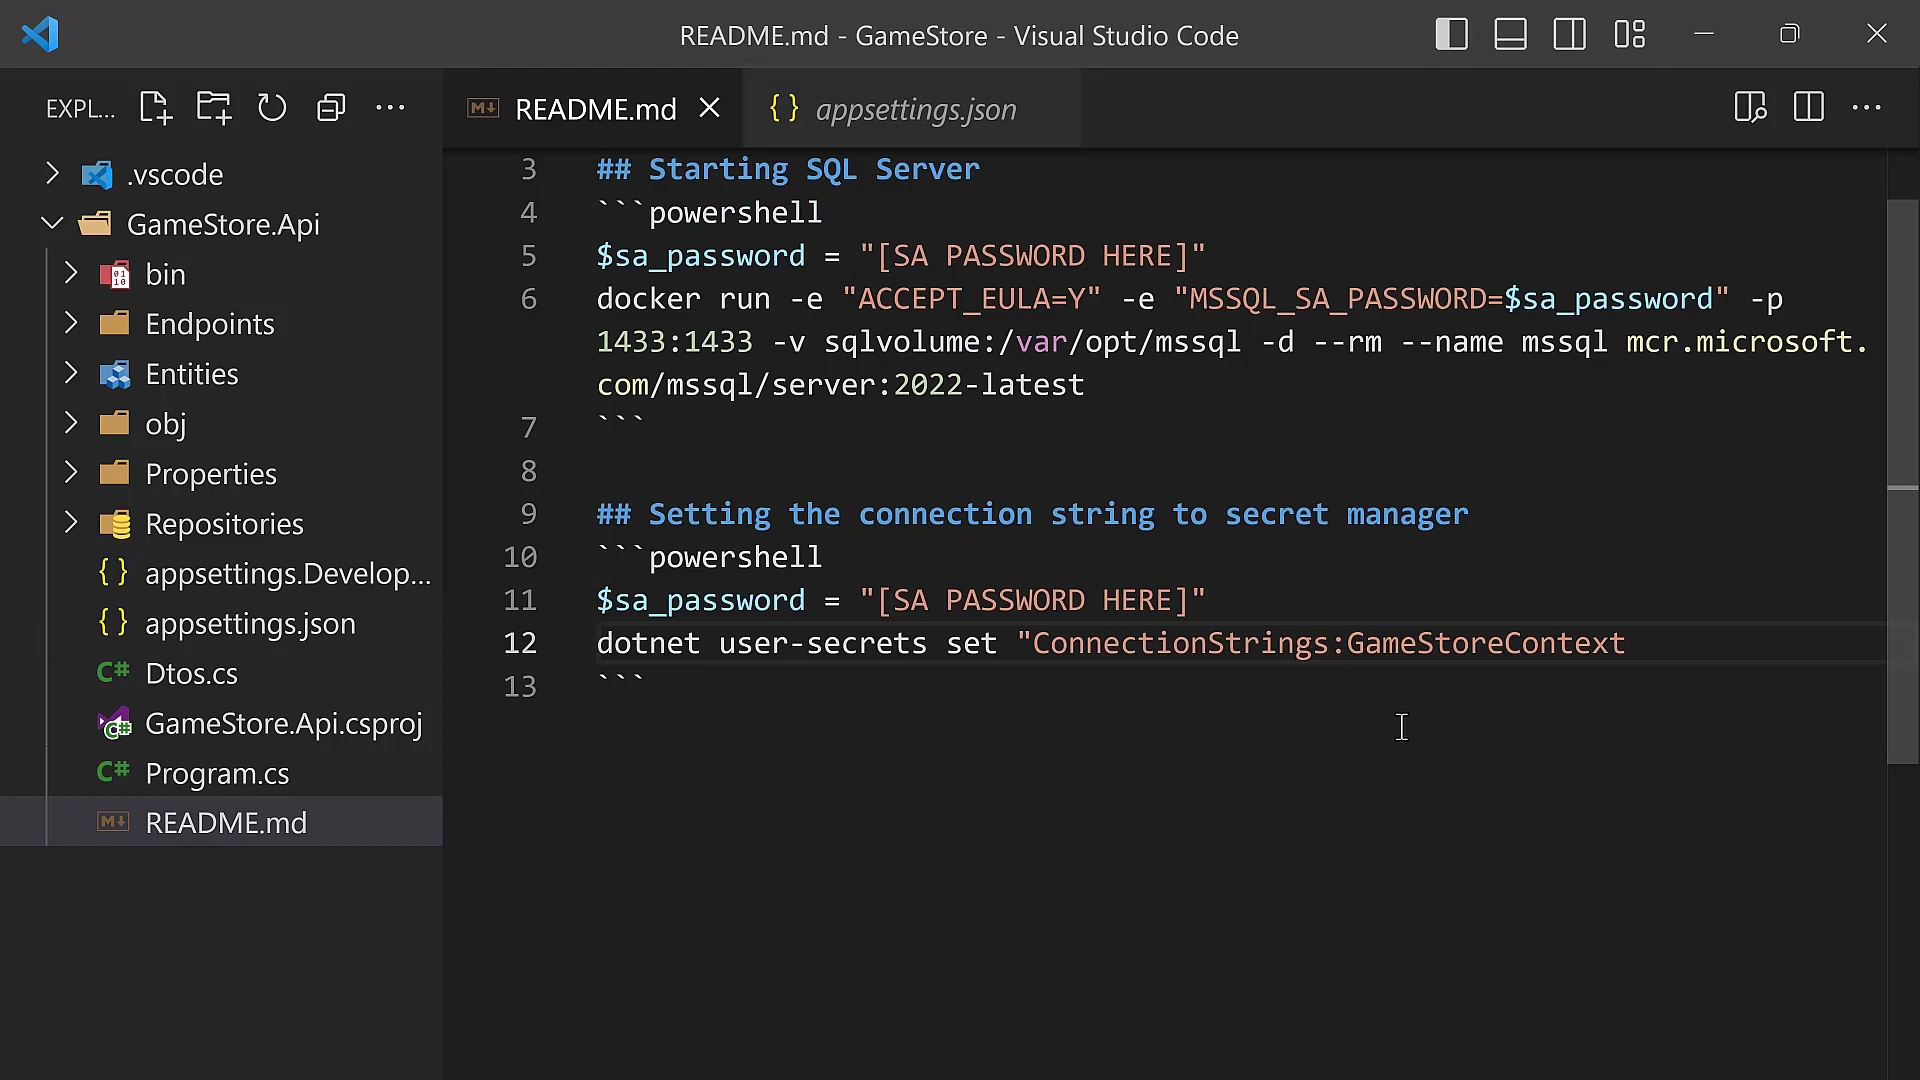 README.md - GameStore - Visual Studio Code
EXPL...
README.md
appsettings.json
.vscode
GameStore.Api
bin
Endpoints
Entities
obj
Properties
Repositories
appsettings.Develop...
appsettings.json
Dtos.cs
GameStore.Api.csproj
Program.cs
README.md
3 ## Starting SQL Server
4 ```powershell
5 $sa_password = "[SA PASSWORD HERE]"
6 docker run -e "ACCEPT_EULA=Y" -e "MSSQL_SA_PASSWORD=$sa_password" -p
1433:1433 -v sqlvolume:/var/opt/mssql -d --rm --name mssql mcr.microsoft.
com/mssql/server:2022-latest
7 ```
8
9 ## Setting the connection string to secret manager
10 ```powershell
11 $sa_password = "[SA PASSWORD HERE]"
12 dotnet user-secrets set "ConnectionStrings:GameStoreContext
13 ```